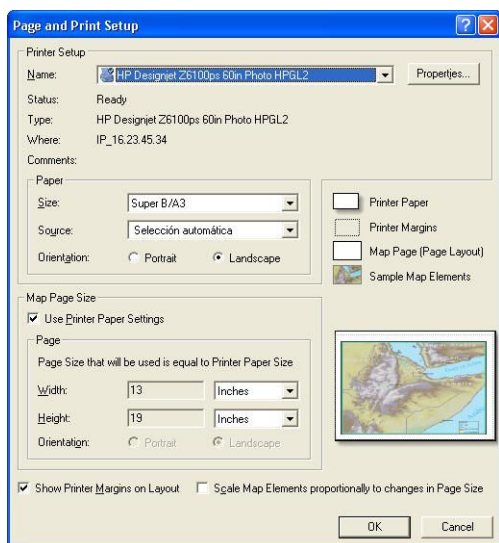 Page and Print Setup
Printer Setup
Name: HP Designjet Z6100ps 60in Photo HPGL2 Properties...
Status: Ready
Type: HP Designjet Z6100ps 60in Photo HPGL2
Where: IP_16.23.45.34
Comments:
Paper
Size: Super B/A3
Source: Selección automática
Orientation: Portrait Landscape
Printer Paper
Printer Margins
Map Page (Page Layout)
Sample Map Elements
Map Page Size
Use Printer Paper Settings
Page
Page Size that will be used is equal to Printer Paper Size
Width: 13 Inches
Height: 19 Inches
Orientation: Portrait Landscape
Show Printer Margins on Layout Scale Map Elements proportionally to changes in Page Size
OK Cancel